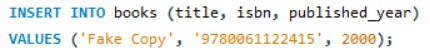 INSERT INTO books (title, isbn, published_year)
VALUES ('Fake Copy', '9780061122415', 2000);